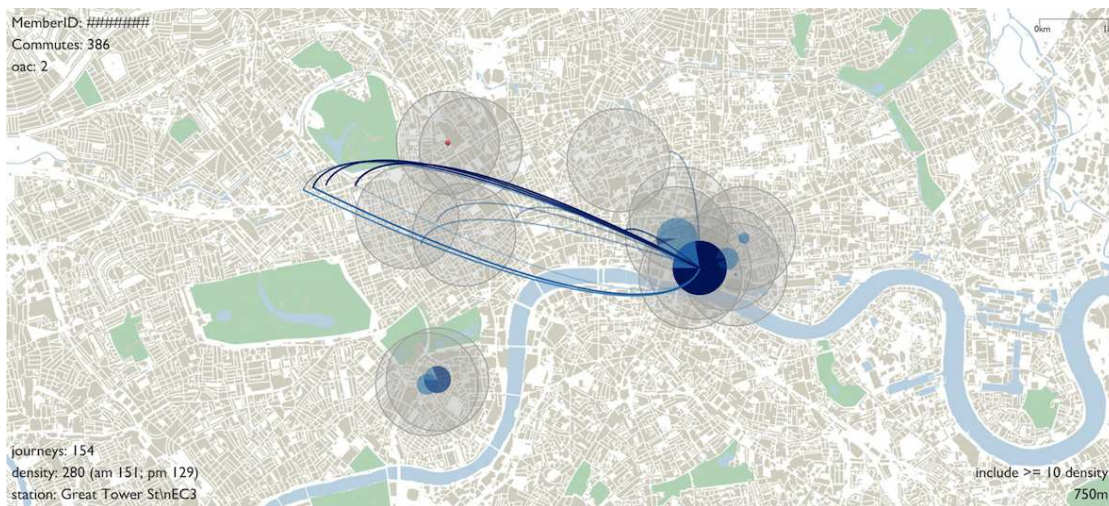 MemberID: #######
Commutes: 386
oac: 2
0km
journeys: 154
density: 280 (am 151; pm 129)
station: Great Tower St\nEC3
include >= 10 density
750m